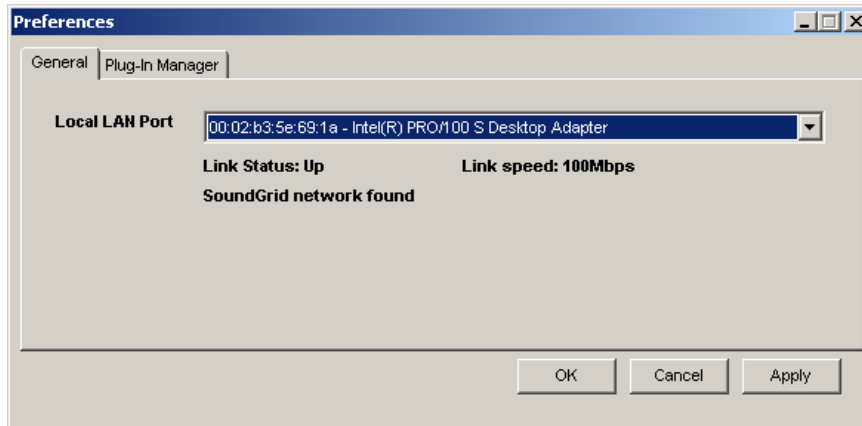 Preferences
General Plug-In Manager
Local LAN Port 00:02:b3:5e:69:1a - Intel(R) PRO/100 S Desktop Adapter
Link Status: Up Link speed: 100Mbps
SoundGrid network found
OK Cancel Apply